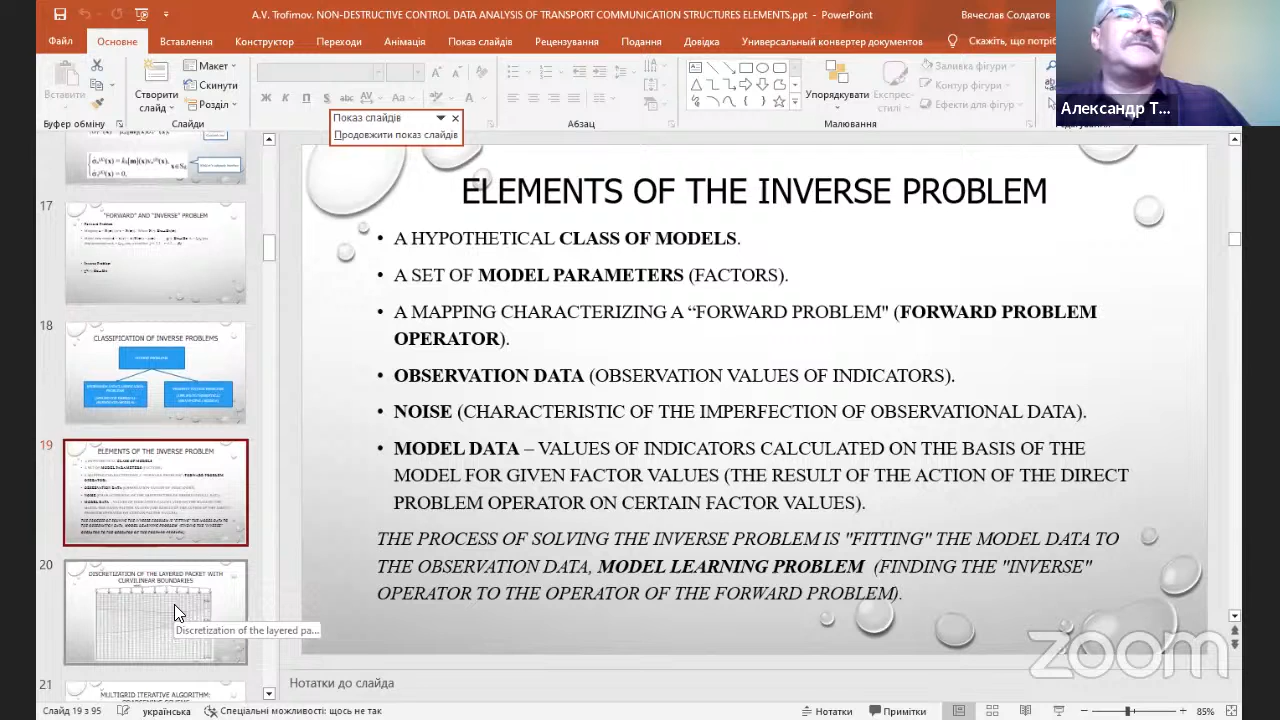 A.V. Trofimov. NON-DESTRUCTIVE CONTROL DATA ANALYSIS OF TRANSPORT COMMUNICATION STRUCTURES ELEMENTS.ppt - PowerPoint
Вячеслав Солдатов
Файл Основне Вставлення Конструктор Переходи Анімація Показ слайдів Рецензування Подання Довідка Универсальный конвертер документов Скажіть, що потріб
Вставити
Створити слайд
Макет
Скинути
Розділ
Ж К П S abc AV Aa A
Упорядкувати
Експрес-стилі
Заливка фігури
Контур фігури
Ефекти для фігур
Буфер обміну Слайди Абзац Малювання
Александр Т...
Показ слайдів
Продовжити показ слайдів
17
"FORWARD" AND "INVERSE" PROBLEM
18
CLASSIFICATION OF INVERSE PROBLEMS
19
ELEMENTS OF THE INVERSE PROBLEM
20
DISCRETIZATION OF THE LAYERED PACKET WITH
CURVILINEAR BOUNDARIES
Discretization of the layered pa...
21
MULTIGRID ITERATIVE ALGORITHM:
ELEMENTS OF THE INVERSE PROBLEM
• A HYPOTHETICAL CLASS OF MODELS.
• A SET OF MODEL PARAMETERS (FACTORS).
• A MAPPING CHARACTERIZING A “FORWARD PROBLEM" (FORWARD PROBLEM
OPERATOR).
• OBSERVATION DATA (OBSERVATION VALUES OF INDICATORS).
• NOISE (CHARACTERISTIC OF THE IMPERFECTION OF OBSERVATIONAL DATA).
• MODEL DATA – VALUES OF INDICATORS CALCULATED ON THE BASIS OF THE
MODEL FOR GIVEN FACTOR VALUES (THE RESULT OF THE ACTION OF THE DIRECT
PROBLEM OPERATOR ON CERTAIN FACTOR VALUES).
THE PROCESS OF SOLVING THE INVERSE PROBLEM IS "FITTING" THE MODEL DATA TO
THE OBSERVATION DATA, MODEL LEARNING PROBLEM (FINDING THE "INVERSE"
OPERATOR TO THE OPERATOR OF THE FORWARD PROBLEM).
zoom
Нотатки до слайда
Слайд 19 з 95 українська Спеціальні можливості: щось не так Нотатки Примітки 85%